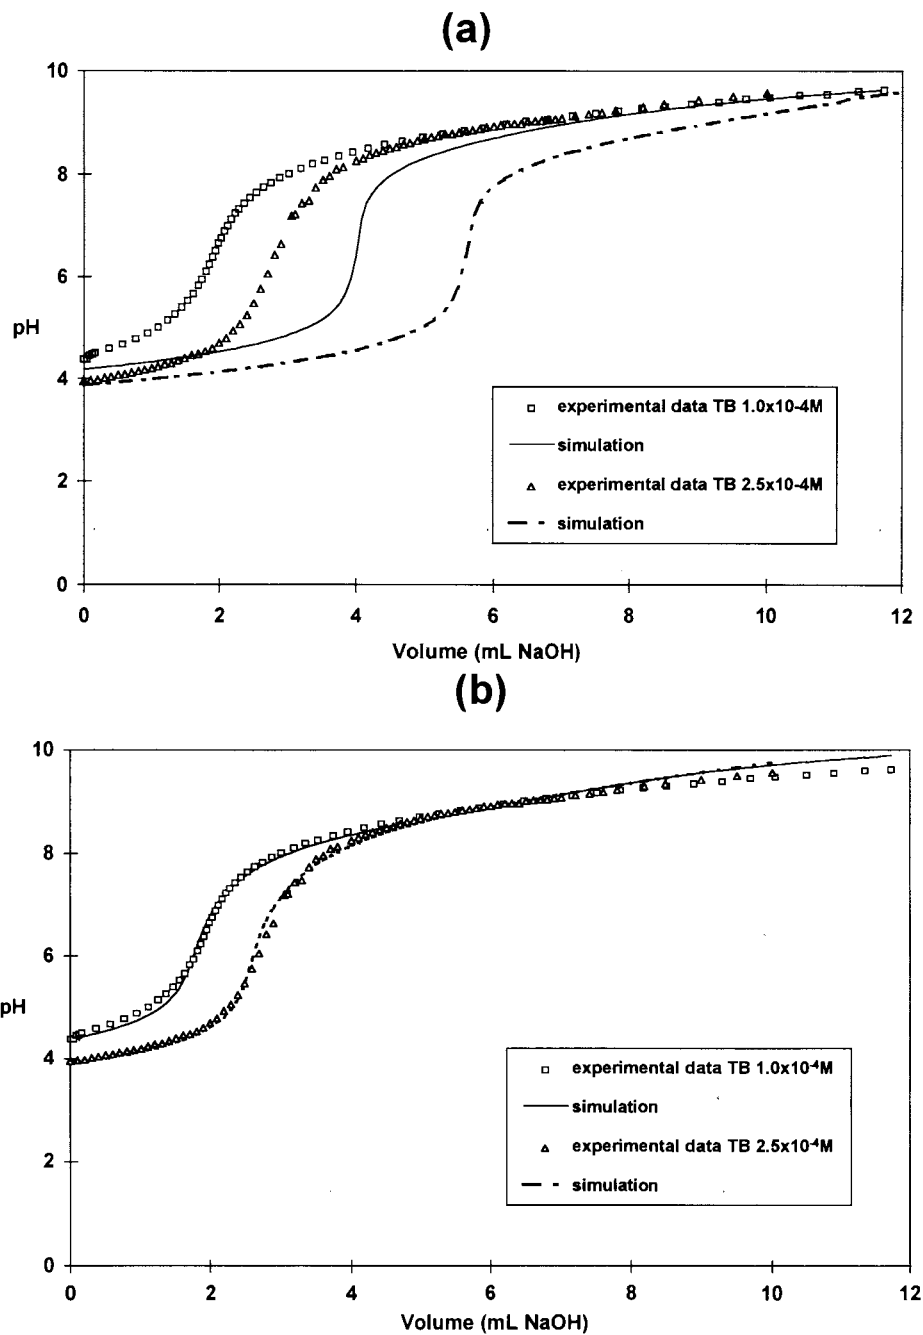 (a)
10
8
6
pH
4
2
0
experimental data TB 1.0x10-4M
simulation
experimental data TB 2.5x10-4M
simulation
0 2 4 6 8 10 12
Volume (mL NaOH)
(b)
10
8
6
pH
4
2
0
experimental data TB 1.0x10⁻⁴M
simulation
experimental data TB 2.5x10⁻⁴M
simulation
0 2 4 6 8 10 12
Volume (mL NaOH)